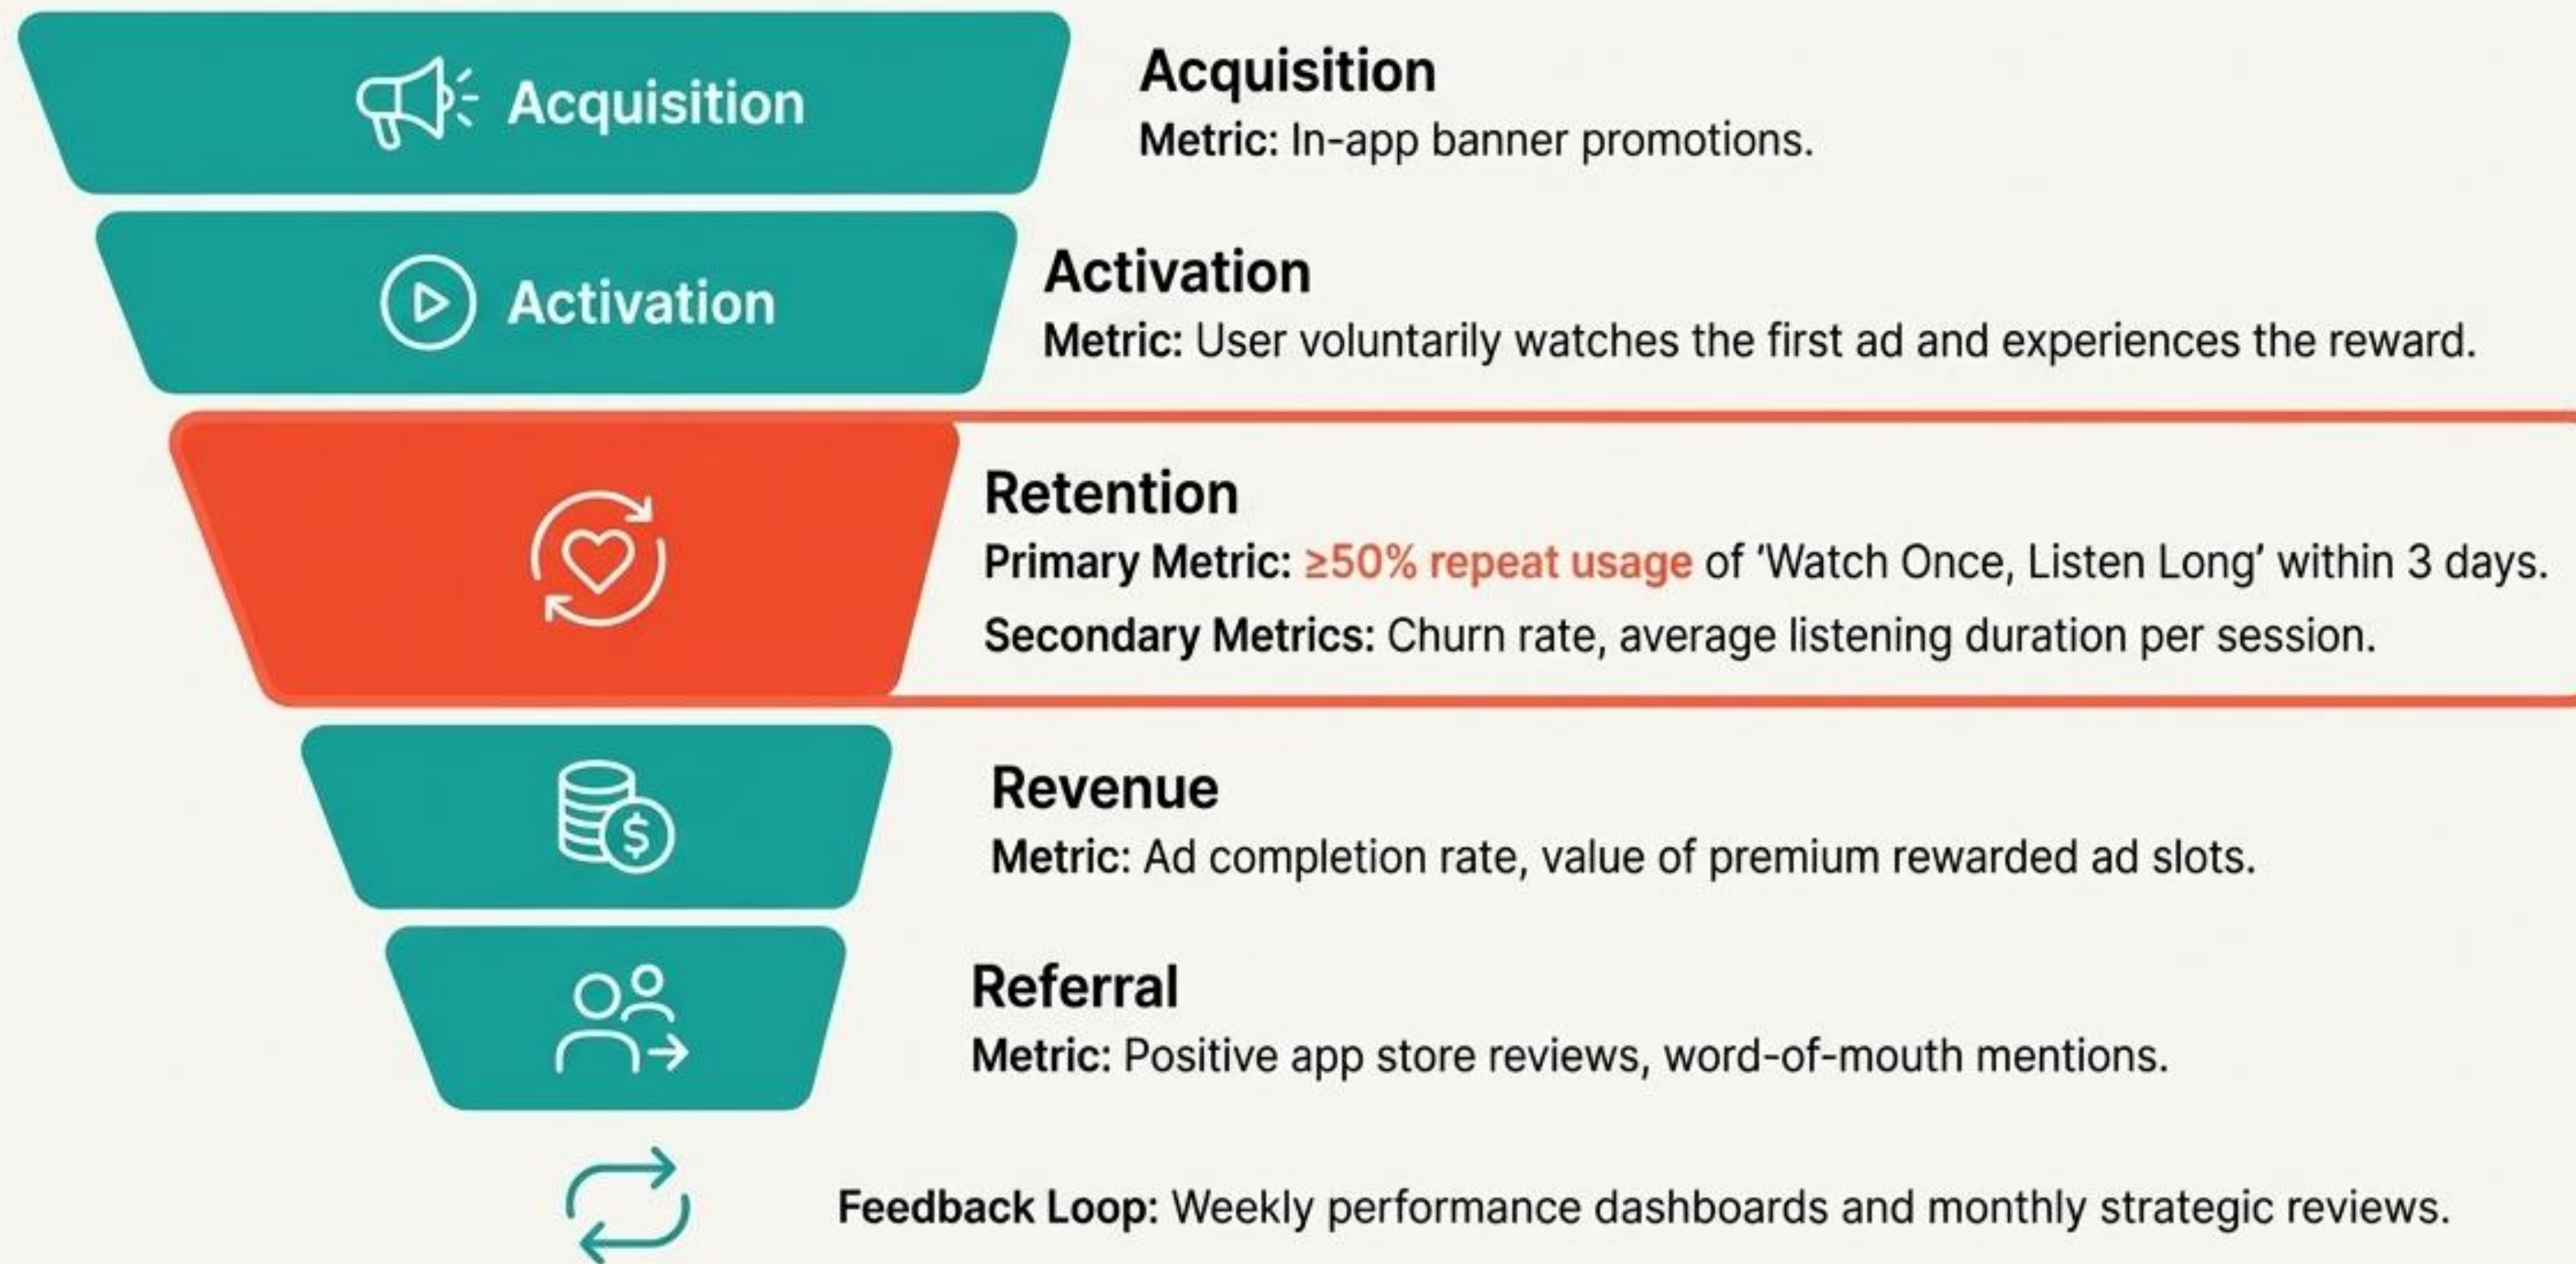 Acquisition
Acquisition
Metric: In-app banner promotions.
Activation
Activation
Metric: User voluntarily watches the first ad and experiences the reward.
Retention
Primary Metric: ≥50% repeat usage of ‘Watch Once, Listen Long’ within 3 days.
Secondary Metrics: Churn rate, average listening duration per session.
$
Revenue
Metric: Ad completion rate, value of premium rewarded ad slots.
Referral
Metric: Positive app store reviews, word-of-mouth mentions.
Feedback Loop: Weekly performance dashboards and monthly strategic reviews.